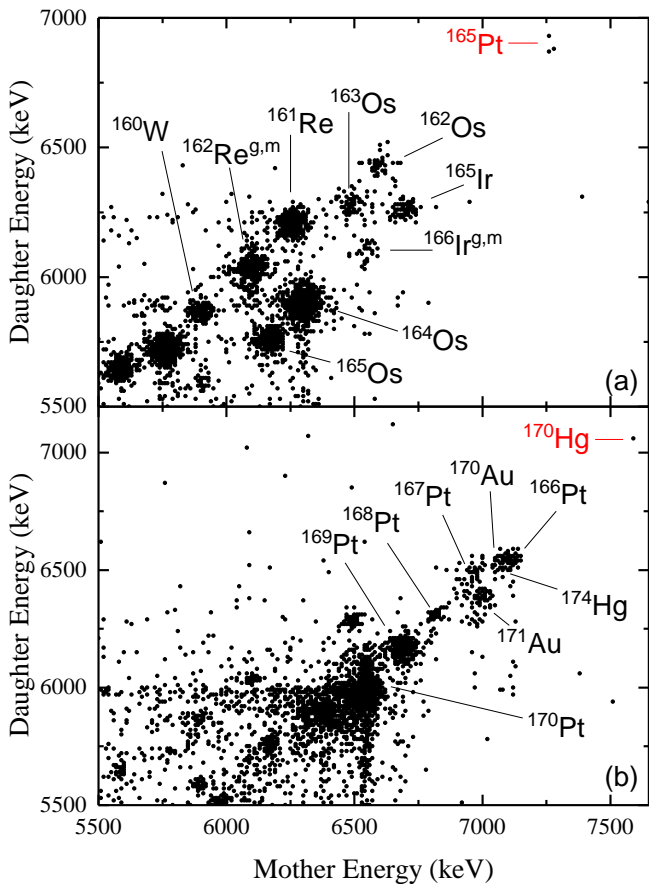 7000
6500
6000
5500
Daughter Energy (keV)
¹⁶⁵Pt
¹⁶³Os
¹⁶¹Re
¹⁶²Os
¹⁶⁰W
¹⁶²Reᵍ,ᵐ
¹⁶⁵Ir
¹⁶⁶Irᵍ,ᵐ
¹⁶⁴Os
¹⁶⁵Os
(a)
7000
6500
6000
5500
Daughter Energy (keV)
¹⁷⁰Hg
¹⁷⁰Au
¹⁶⁷Pt
¹⁶⁶Pt
¹⁶⁸Pt
¹⁶⁹Pt
¹⁷⁴Hg
¹⁷¹Au
¹⁷⁰Pt
(b)
5500 6000 6500 7000 7500
Mother Energy (keV)